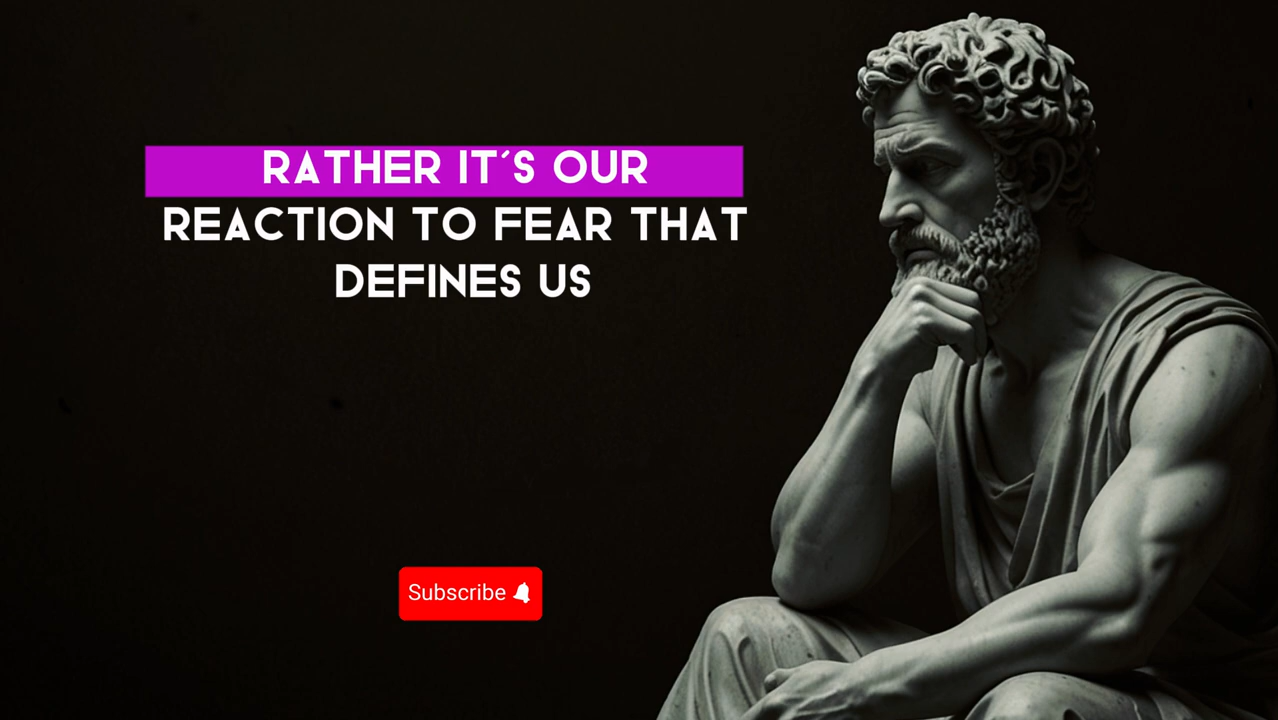 RATHER IT´S OUR
REACTION TO FEAR THAT
DEFINES US
Subscribe